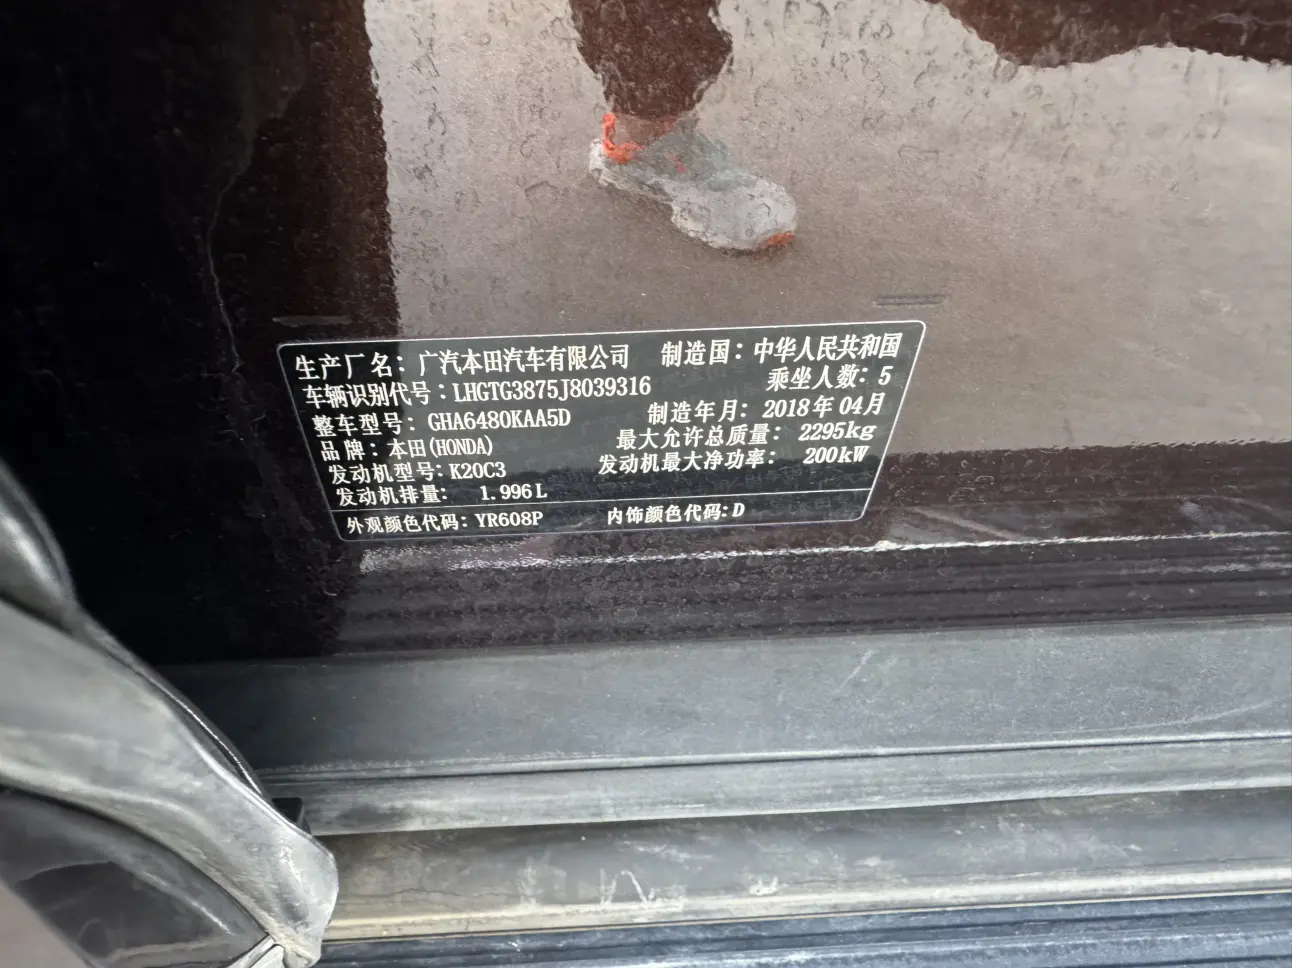 生产厂名：广汽本田汽车有限公司 制造国：中华人民共和国
车辆识别代号：LHGTG3875J8039316 乘坐人数：5
整车型号：GHA6480KAA5D 制造年月：2018年04月
品牌：本田(HONDA) 最大允许总质量：2295kg
发动机型号：K20C3 发动机最大净功率：200kW
发动机排量：1.996L
外观颜色代码：YR608P 内饰颜色代码：D